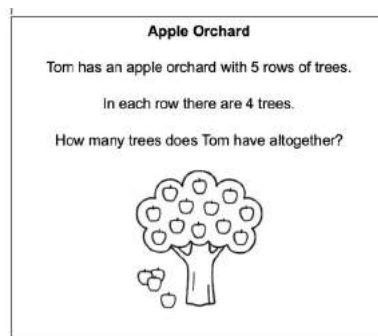 Apple Orchard
Tom has an apple orchard with 5 rows of trees.
In each row there are 4 trees.
How many trees does Tom have altogether?